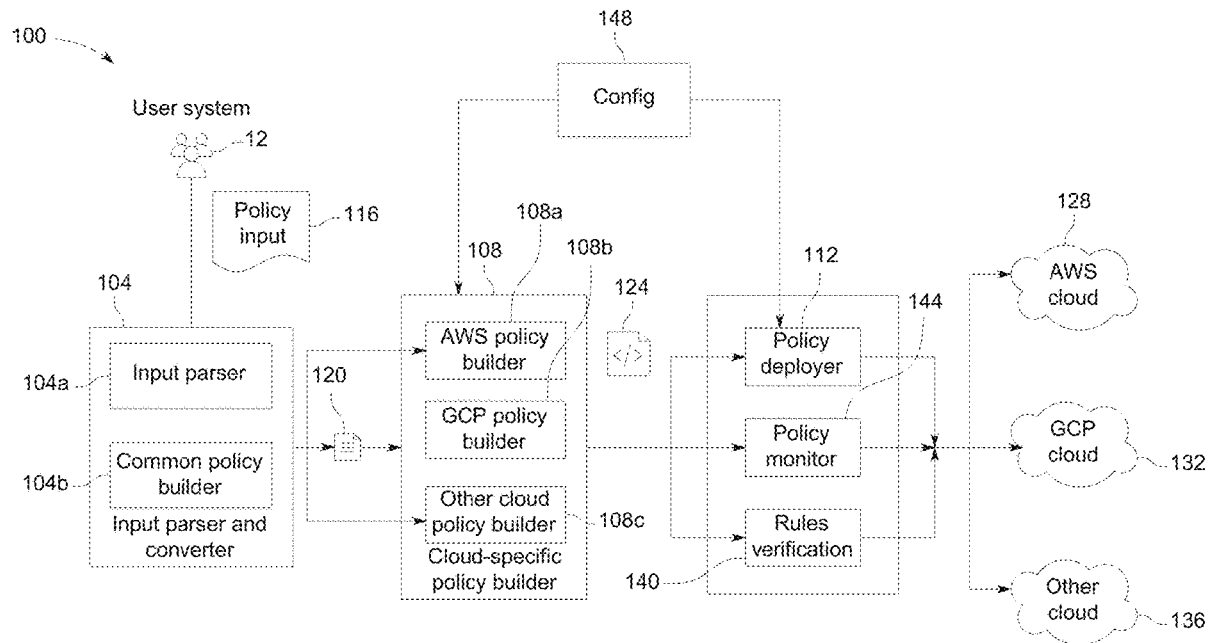 100
148
Config
User system
12
Policy
input
116
108a
108b
108
104
124
112
144
128
AWS
cloud
Input parser
104a
AWS policy
builder
</>
Policy
deployer
120
GCP policy
builder
Policy
monitor
GCP
cloud
132
Common policy
builder
104b
Input parser and
converter
Other cloud
policy builder
108c
Cloud-specific
policy builder
Rules
verification
140
Other
cloud
136